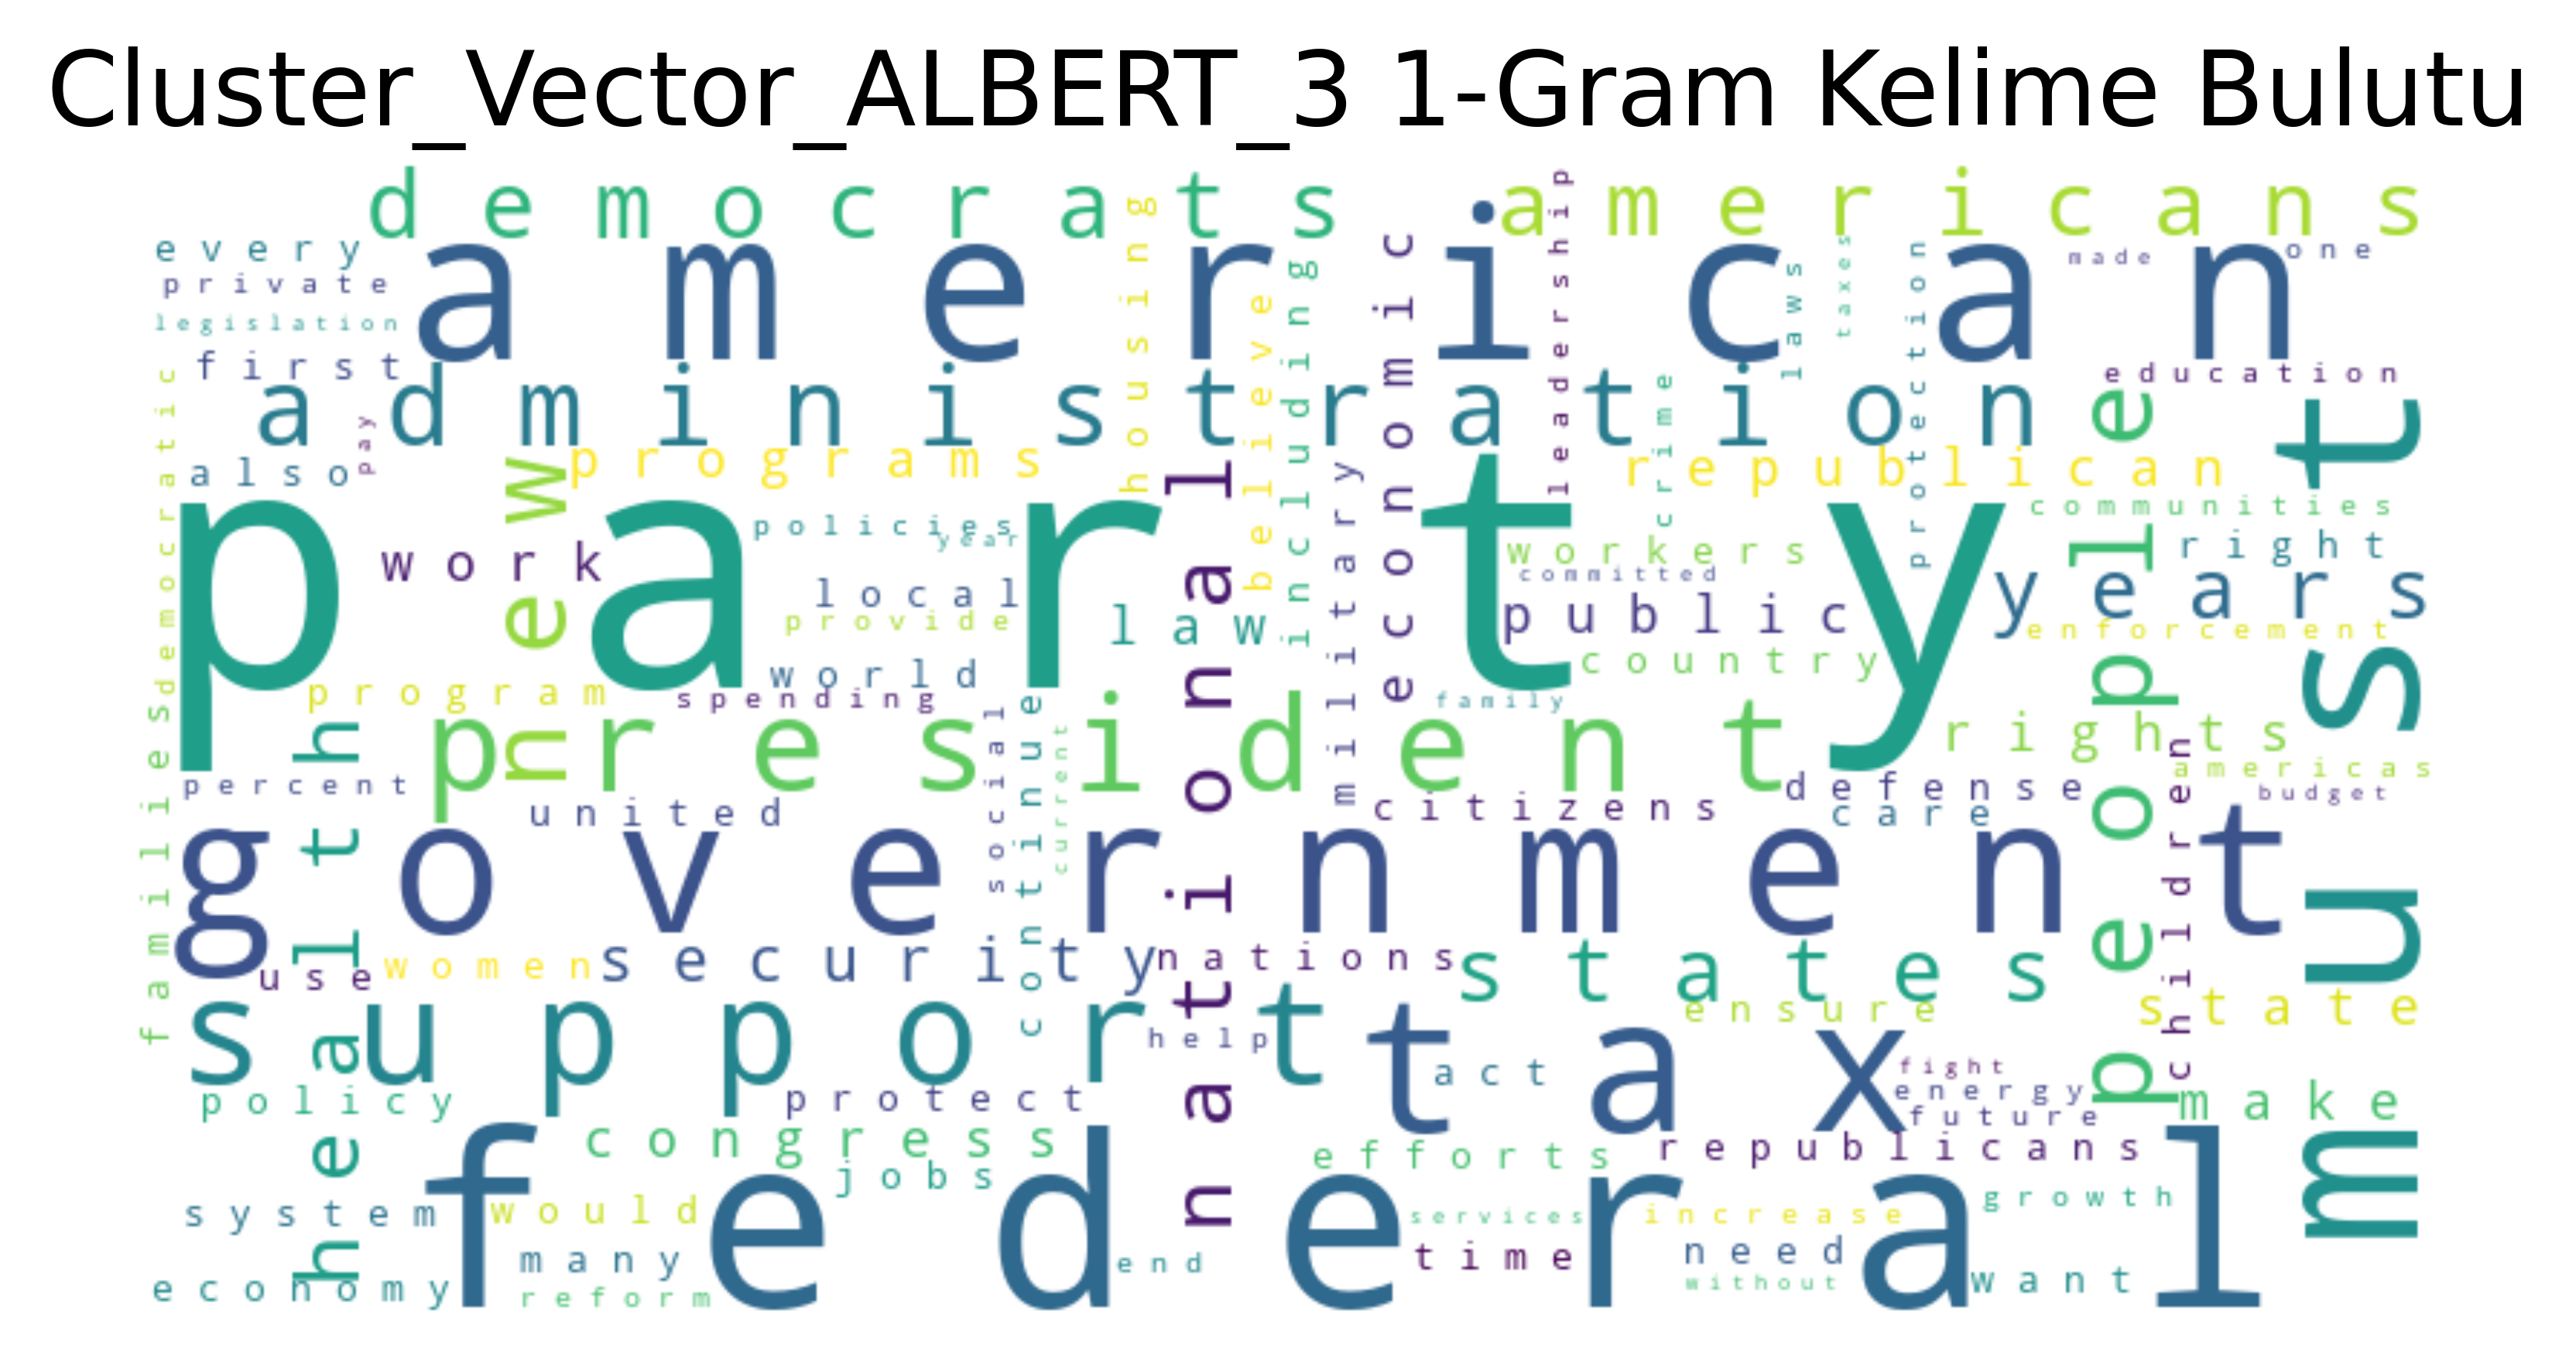 Cluster_Vector_ALBERT_3 1-Gram Kelime Bulutu
democrats
americans
leadership
housing
every
american
made
one
private
economic
including
believe
laws
taxes
protection
legislation
first
administration
education
democratic
pay
crime
also
new
programs
national
military
republican
must
party
policies
year
communities
work
workers
right
committed
local
years
public
provide
law
enforcement
country
people
world
program
spending
family
president
rights
families
health
social
continue
current
children
americas
percent
defense
budget
united
citizens
care
government
security
nations
states
use
women
support
ensure
state
help
tax
act
fight
energy
future
policy
protect
make
congress
efforts
republicans
jobs
federal
system
would
services
increase
growth
many
end
time
need
without
want
economy
reform